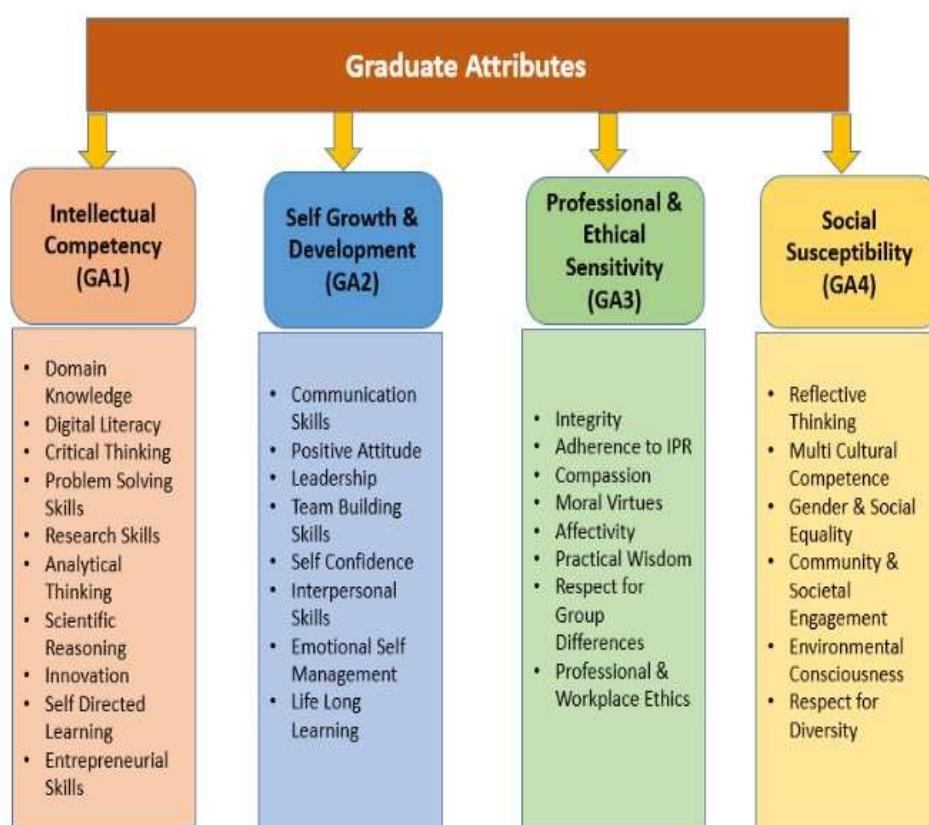 Graduate Attributes
Intellectual
Competency
(GA1)
Self Growth &
Development
(GA2)
Professional &
Ethical
Sensitivity
(GA3)
Social
Susceptibility
(GA4)
• Domain
Knowledge
• Digital Literacy
• Critical Thinking
• Problem Solving
Skills
• Research Skills
• Analytical
Thinking
• Scientific
Reasoning
• Innovation
• Self Directed
Learning
• Entrepreneurial
Skills
• Communication
Skills
• Positive Attitude
• Leadership
• Team Building
Skills
• Self Confidence
• Interpersonal
Skills
• Emotional Self
Management
• Life Long
Learning
• Integrity
• Adherence to IPR
• Compassion
• Moral Virtues
• Affectivity
• Practical Wisdom
• Respect for
Group
Differences
• Professional &
Workplace Ethics
• Reflective
Thinking
• Multi Cultural
Competence
• Gender & Social
Equality
• Community &
Societal
Engagement
• Environmental
Consciousness
• Respect for
Diversity